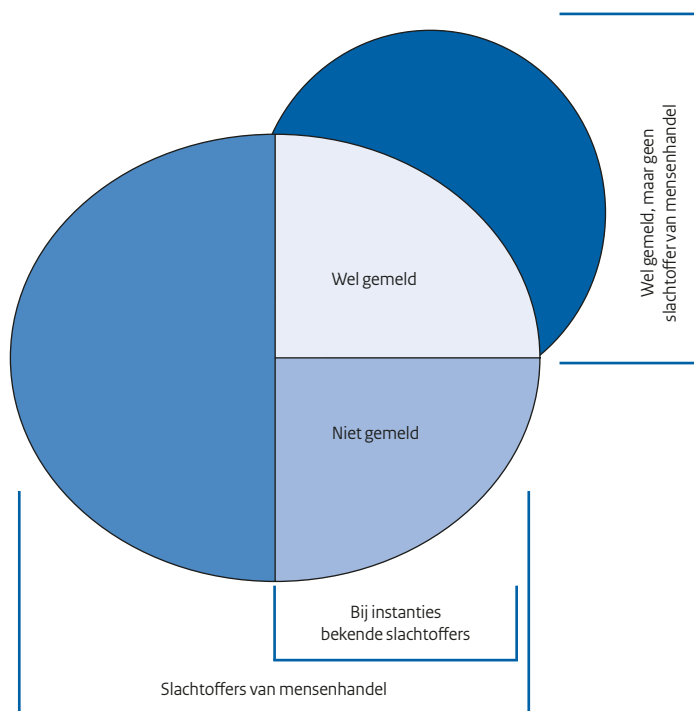 Wel gemeld, maar geen
slachtoffer van mensenhandel
Wel gemeld
Niet gemeld
Bij instanties
bekende slachtoffers
Slachtoffers van mensenhandel